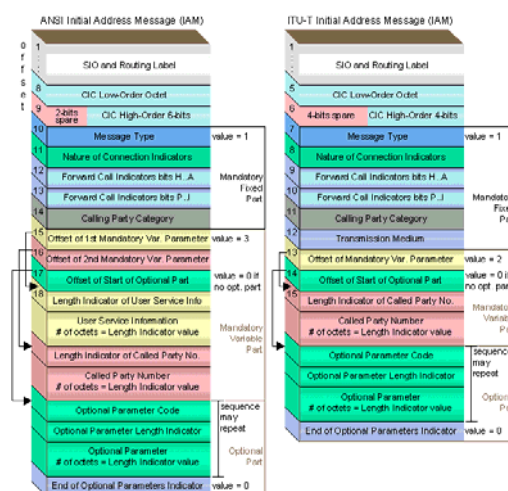 ANSI Initial Address Message (IAM)
offset
1
SIO and Routing Label
8
CIC Low-Order Octet
9
2-bits spare
CIC High-Order 6-bits
10
Message Type
value = 1
11
Nature of Connection Indicators
12
Forward Call Indicators bits H..A
13
Forward Call Indicators bits P..I
14
Calling Party Category
Mandatory
Fixed
Part
15
Offset of 1st Mandatory Var. Parameter
value = 3
16
Offset of 2nd Mandatory Var. Parameter
17
Offset of Start of Optional Part
value = 0 if
no opt. part
18
Length Indicator of User Service Info
User Service Information
# of octets = Length Indicator value
Mandatory
Variable
Part
Length Indicator of Called Party No.
Called Party Number
# of octets = Length Indicator value
Optional Parameter Code
Optional Parameter Length Indicator
Optional Parameter
# of octets = Length Indicator value
sequence
may
repeat
Optional
Part
End of Optional Parameters Indicator
value = 0
ITU-T Initial Address Message (IAM)
1
SIO and Routing Label
5
CIC Low-Order Octet
6
4-bits spare
CIC High-Order 4-bits
7
Message Type
value = 1
8
Nature of Connection Indicators
9
Forward Call Indicators bits H..A
10
Forward Call Indicators bits P..I
11
Calling Party Category
12
Transmission Medium
Mandatory
Fixed
Part
13
Offset of Mandatory Var. Parameter
value = 2
14
Offset of Start of Optional Part
value = 0 if
no opt. part
15
Length Indicator of Called Party No.
Called Party Number
# of octets = Length Indicator value
Mandatory
Variable
Part
Optional Parameter Code
Optional Parameter Length Indicator
Optional Parameter
# of octets = Length Indicator value
sequence
may
repeat
End of Optional Parameters Indicator
value = 0
Optional
Part